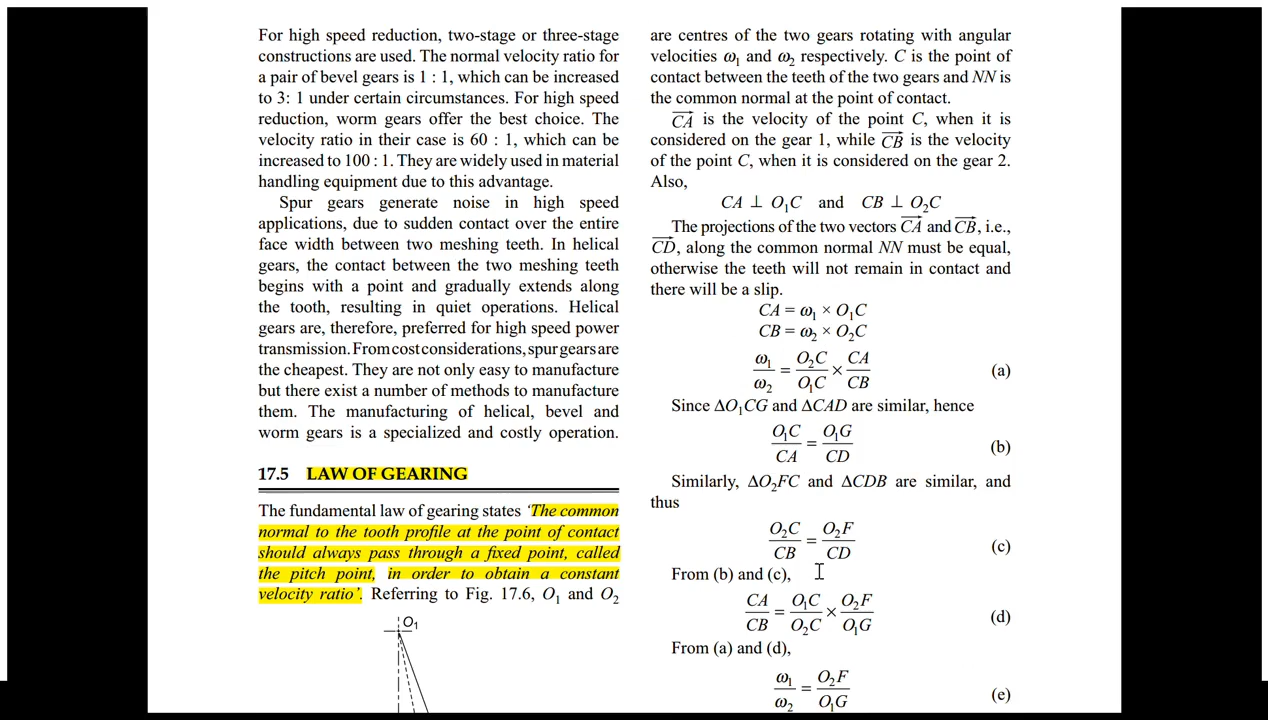 For high speed reduction, two-stage or three-stage
constructions are used. The normal velocity ratio for
a pair of bevel gears is 1 : 1, which can be increased
to 3: 1 under certain circumstances. For high speed
reduction, worm gears offer the best choice. The
velocity ratio in their case is 60 : 1, which can be
increased to 100 : 1. They are widely used in material
handling equipment due to this advantage.
Spur gears generate noise in high speed
applications, due to sudden contact over the entire
face width between two meshing teeth. In helical
gears, the contact between the two meshing teeth
begins with a point and gradually extends along
the tooth, resulting in quiet operations. Helical
gears are, therefore, preferred for high speed power
transmission. From cost considerations, spur gears are
the cheapest. They are not only easy to manufacture
but there exist a number of methods to manufacture
them. The manufacturing of helical, bevel and
worm gears is a specialized and costly operation.
17.5 LAW OF GEARING
The fundamental law of gearing states ‘The common
normal to the tooth profile at the point of contact
should always pass through a fixed point, called
the pitch point, in order to obtain a constant
velocity ratio’. Referring to Fig. 17.6, O₁ and O₂
O₁
are centres of the two gears rotating with angular
velocities ω₁ and ω₂ respectively. C is the point of
contact between the teeth of the two gears and NN is
the common normal at the point of contact.
CA is the velocity of the point C, when it is
considered on the gear 1, while CB is the velocity
of the point C, when it is considered on the gear 2.
Also,
CA ⊥ O₁C and CB ⊥ O₂C
The projections of the two vectors CA and CB, i.e.,
CD, along the common normal NN must be equal,
otherwise the teeth will not remain in contact and
there will be a slip.
CA = ω₁ × O₁C
CB = ω₂ × O₂C
ω₁/ω₂ = O₂C/O₁C × CA/CB (a)
Since ΔO₁CG and ΔCAD are similar, hence
O₁C/CA = O₁G/CD (b)
Similarly, ΔO₂FC and ΔCDB are similar, and
thus
O₂C/CB = O₂F/CD (c)
From (b) and (c),
CA/CB = O₁C/O₂C × O₂F/O₁G (d)
From (a) and (d),
ω₁/ω₂ = O₂F/O₁G (e)